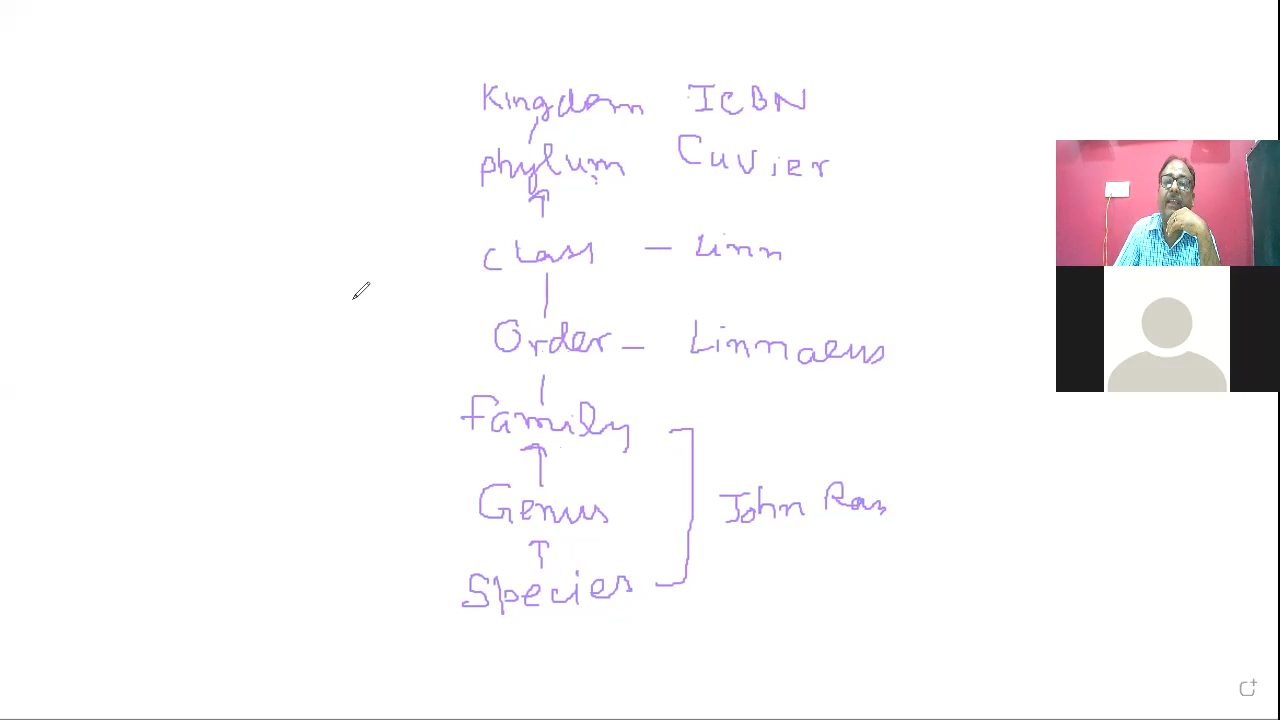 Kingdom ICBN
phylum Cuvier
class - Linn
Order - Linnaeus
Family
Genus John Ray
Species